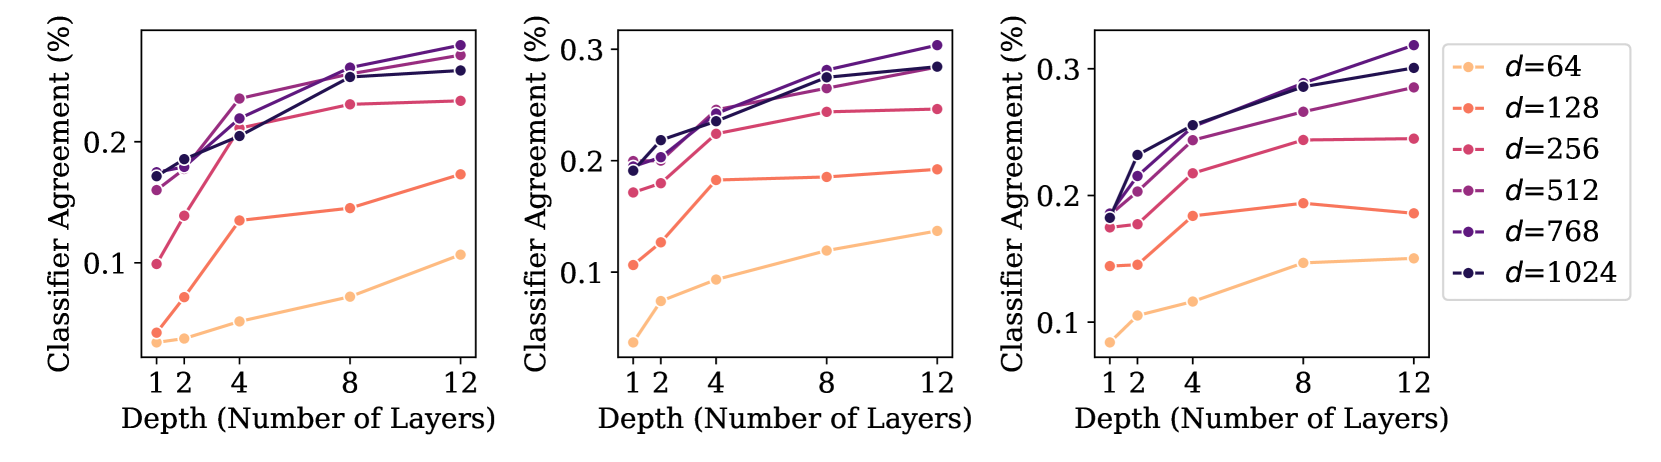 Classifier Agreement (%)
0.2
0.1
1 2 4 8 12
Depth (Number of Layers)
Classifier Agreement (%)
0.3
0.2
0.1
1 2 4 8 12
Depth (Number of Layers)
Classifier Agreement (%)
0.3
0.2
0.1
1 2 4 8 12
Depth (Number of Layers)
d=64
d=128
d=256
d=512
d=768
d=1024